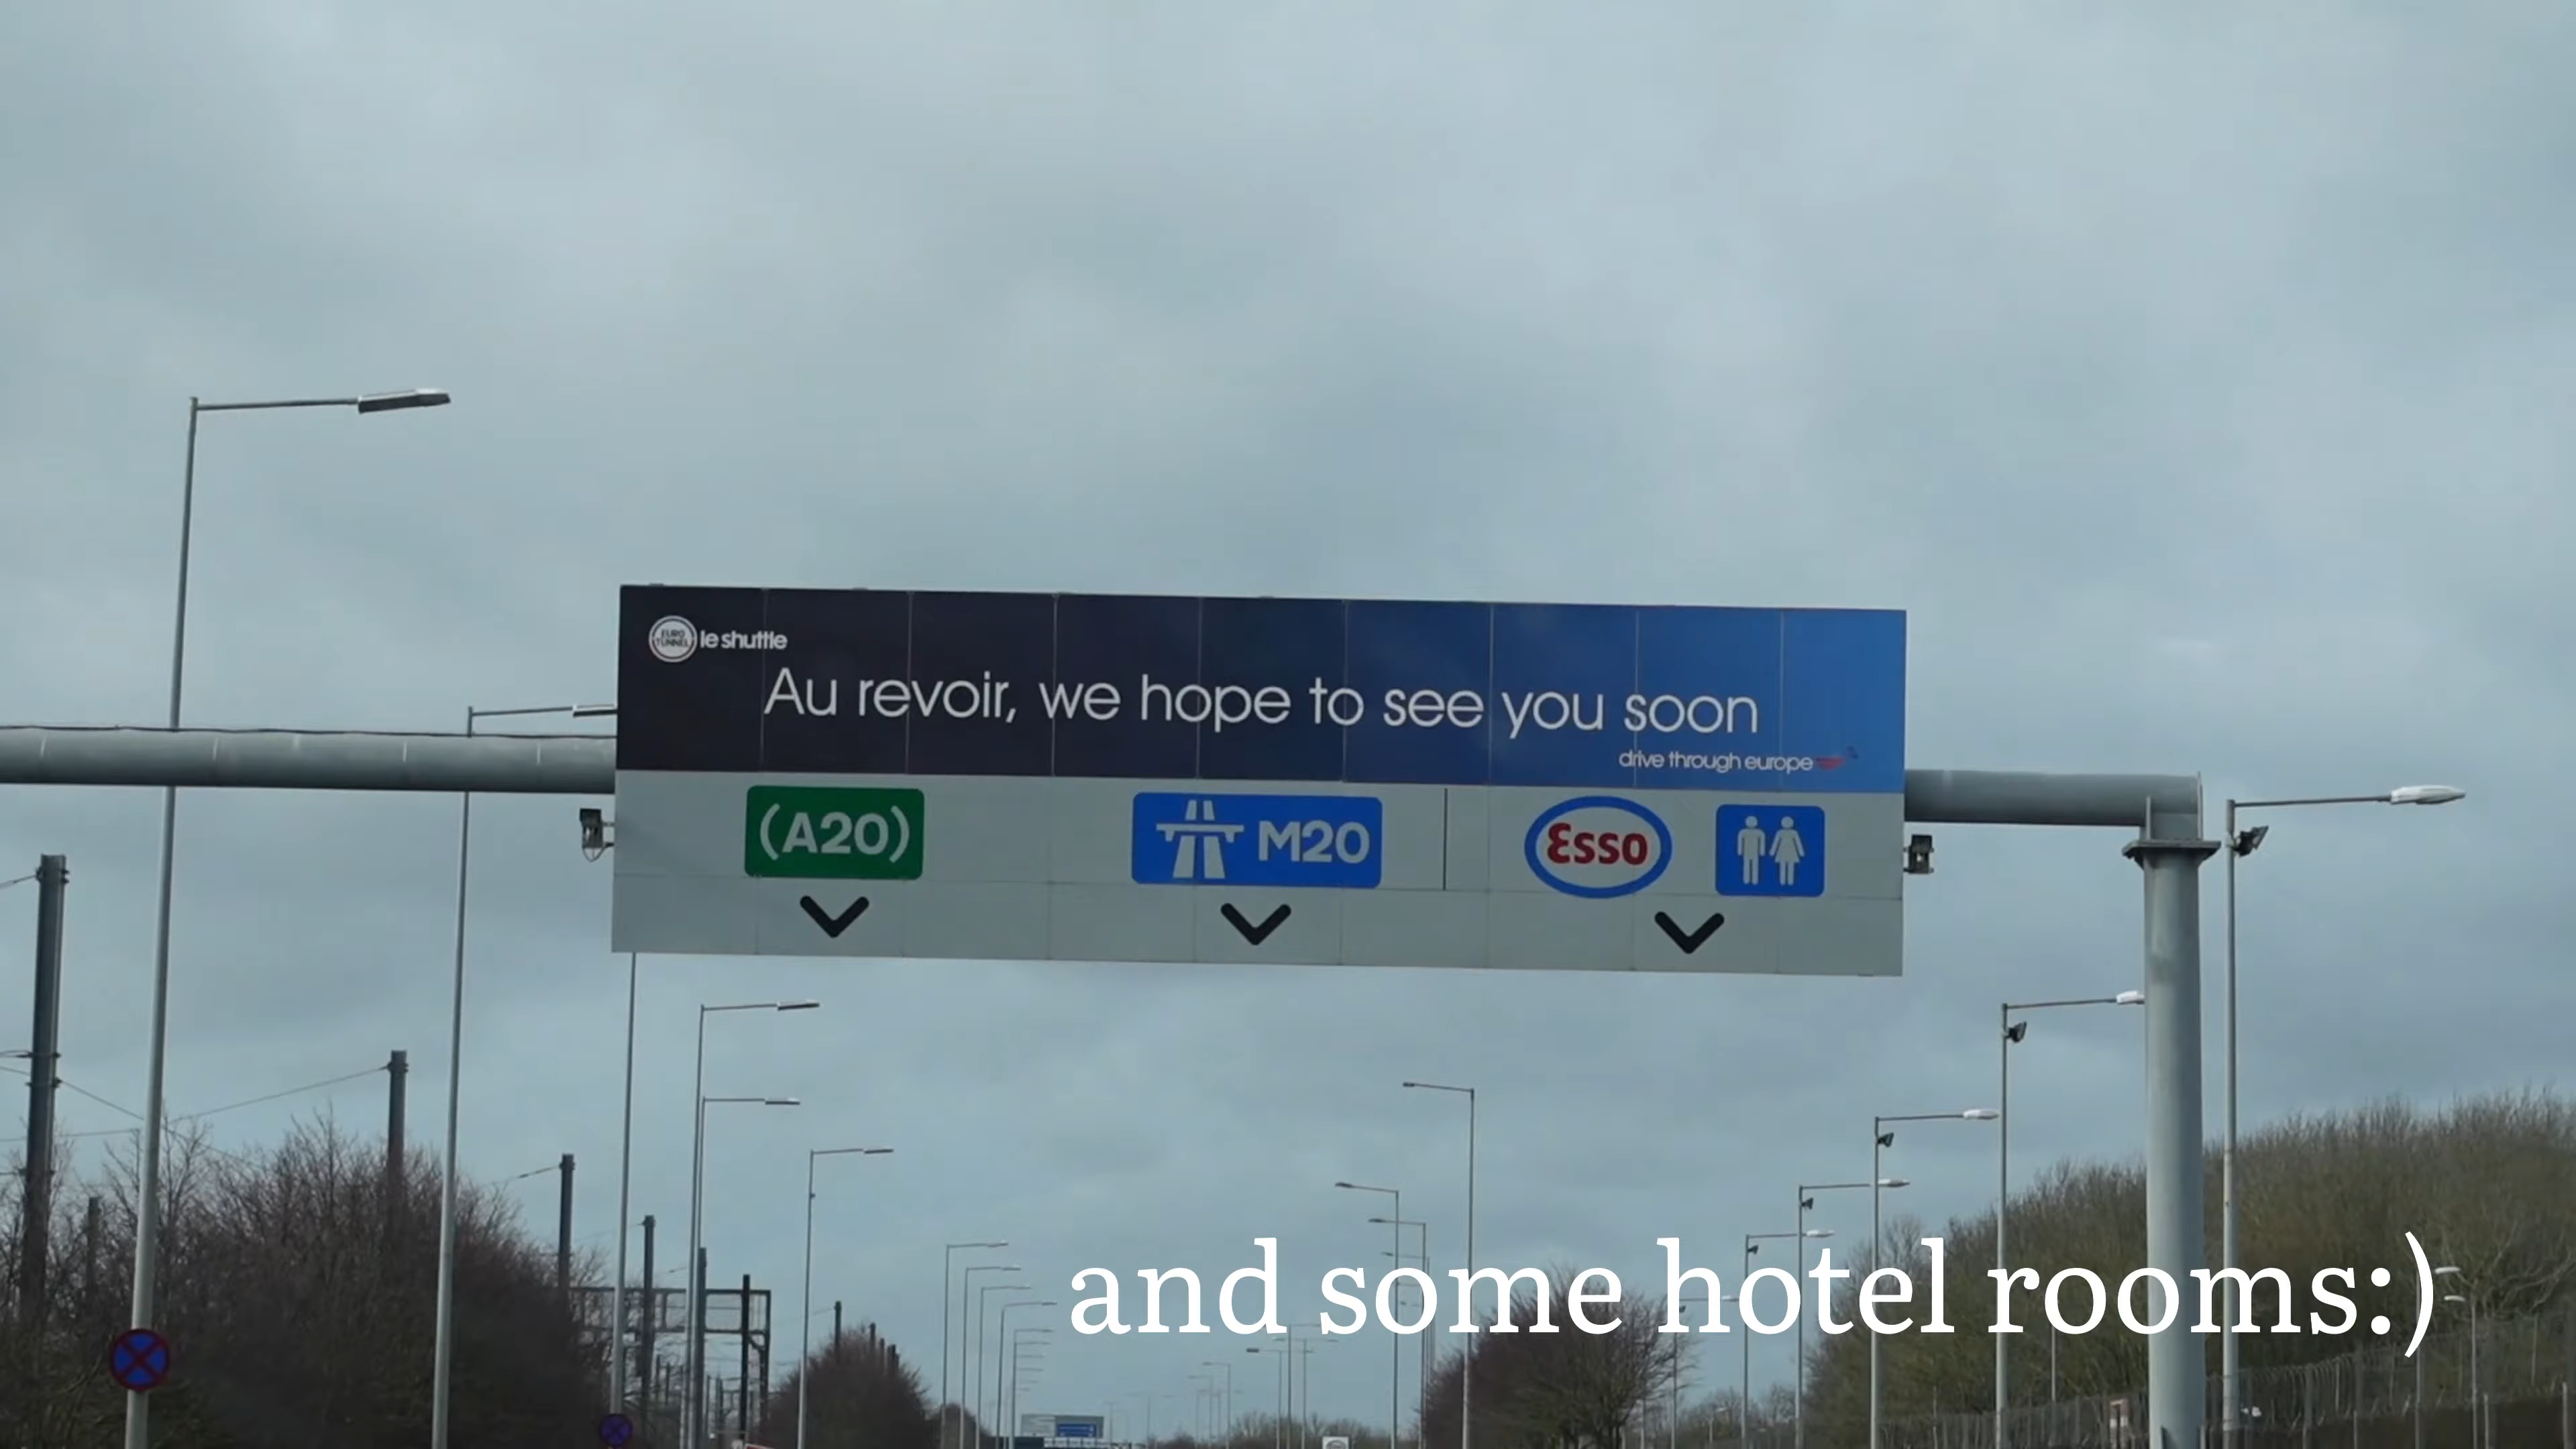 EURO
TUNNEL
le shuttle
Au revoir, we hope to see you soon
drive through europe
(A20)
M20
Esso
and some hotel rooms:)